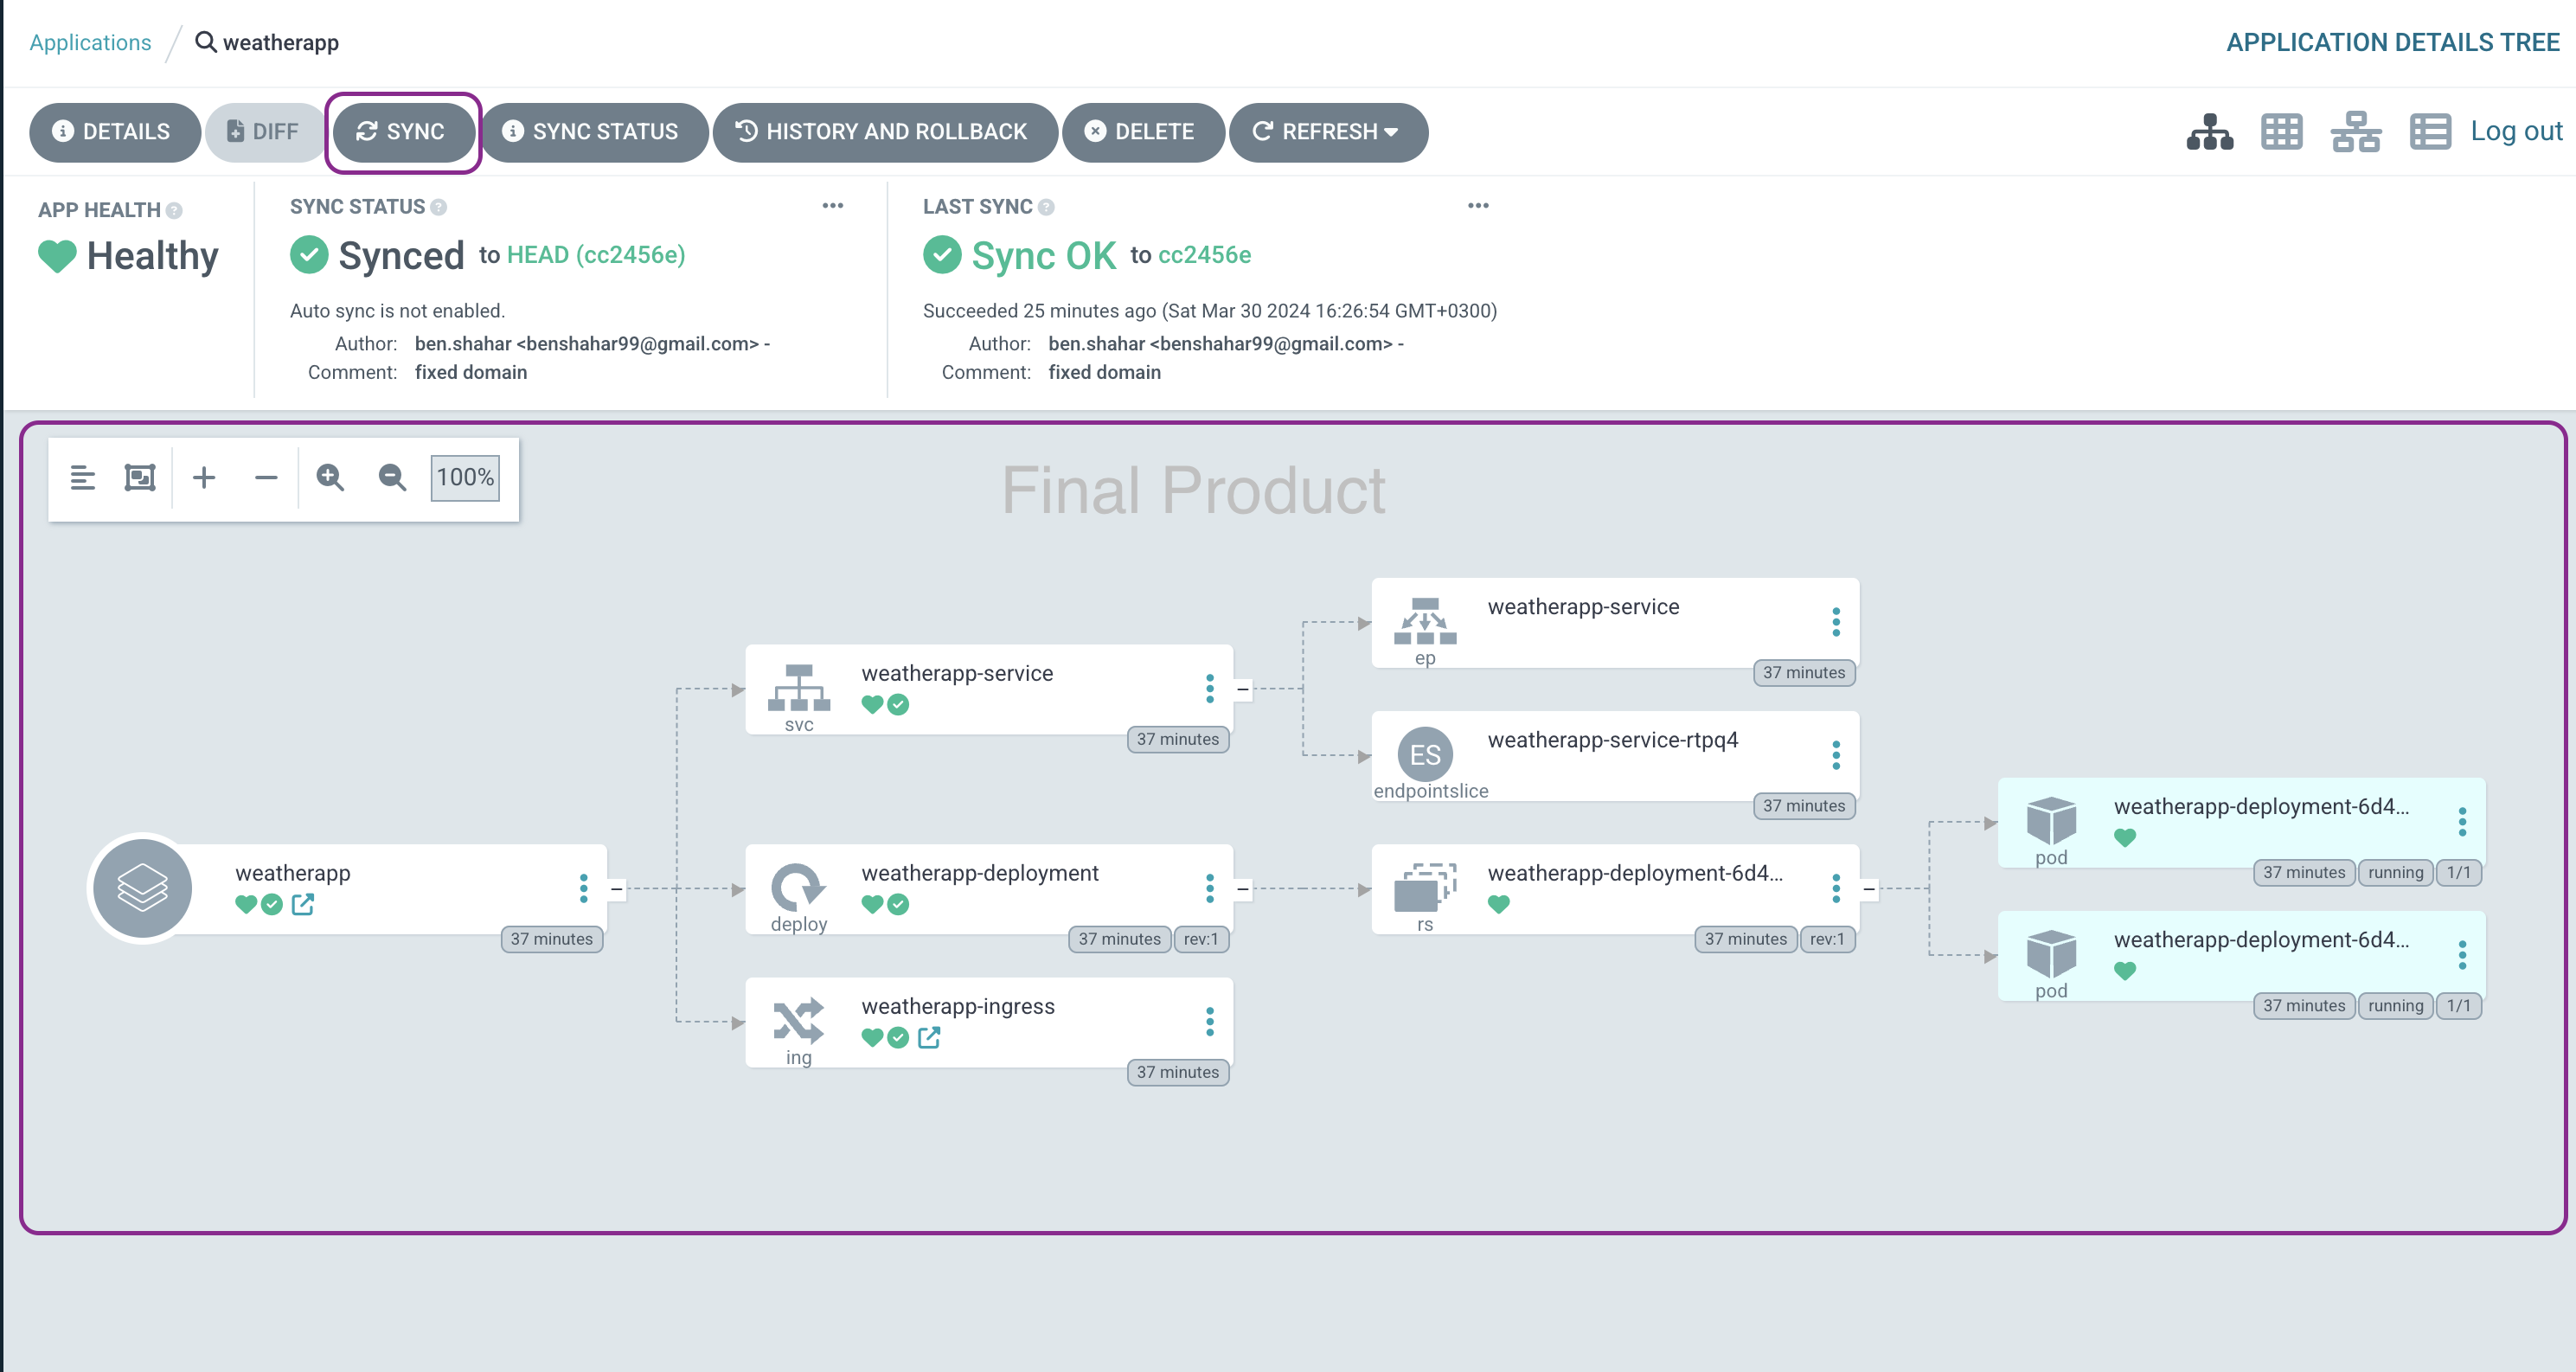 Applications / weatherapp
APPLICATION DETAILS TREE
DETAILS
DIFF
SYNC
SYNC STATUS
HISTORY AND ROLLBACK
DELETE
REFRESH
Log out
APP HEALTH
Healthy
SYNC STATUS
Synced to HEAD (cc2456e)
Auto sync is not enabled.
Author: ben.shahar <benshahar99@gmail.com> -
Comment: fixed domain
LAST SYNC
Sync OK to cc2456e
Succeeded 25 minutes ago (Sat Mar 30 2024 16:26:54 GMT+0300)
Author: ben.shahar <benshahar99@gmail.com> -
Comment: fixed domain
100%
Final Product
weatherapp
37 minutes
weatherapp-service
svc
37 minutes
weatherapp-deployment
deploy
37 minutes rev:1
weatherapp-ingress
ing
37 minutes
weatherapp-service
ep
37 minutes
ES
weatherapp-service-rtpq4
endpointslice
37 minutes
weatherapp-deployment-6d4...
rs
37 minutes rev:1
weatherapp-deployment-6d4...
pod
37 minutes running 1/1
weatherapp-deployment-6d4...
pod
37 minutes running 1/1